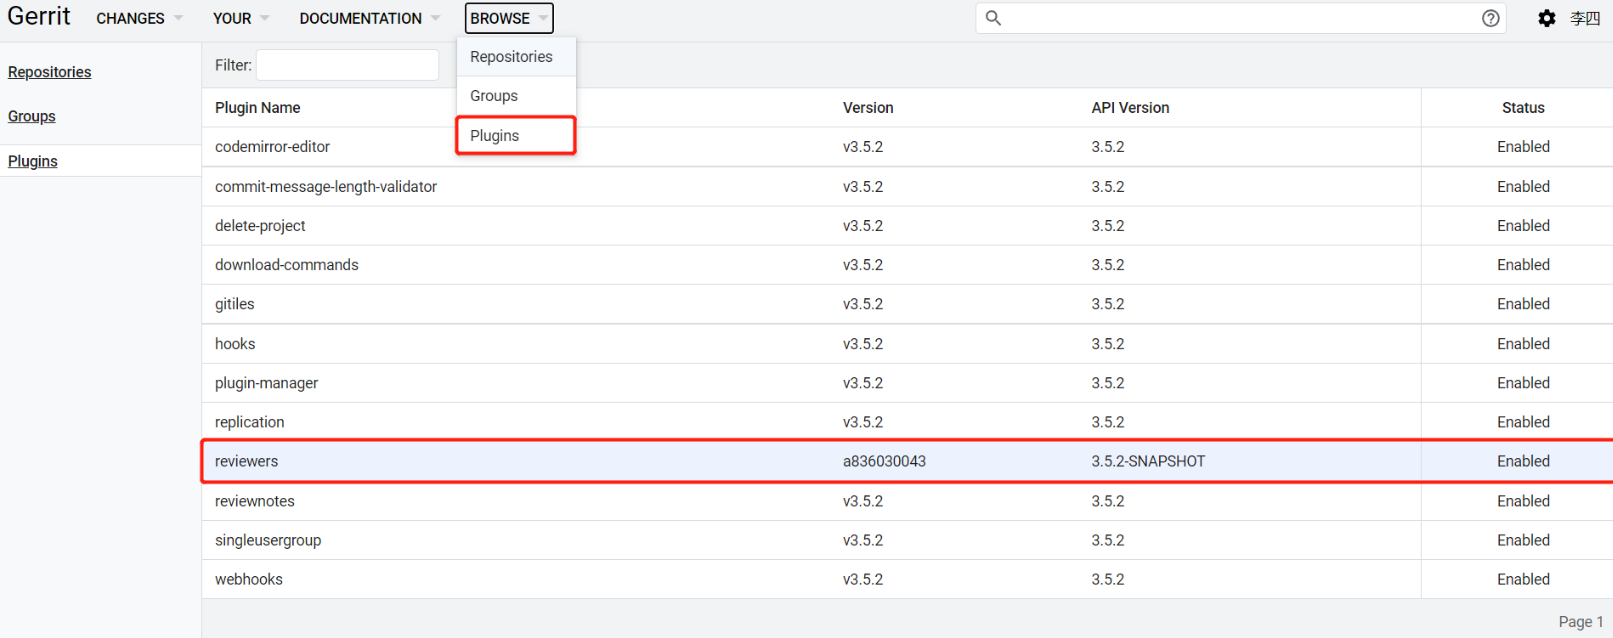 Gerrit CHANGES YOUR DOCUMENTATION BROWSE 李四
Repositories
Groups
Plugins
Repositories
Groups
Plugins
Filter:
Plugin Name Version API Version Status
codemirror-editor v3.5.2 3.5.2 Enabled
commit-message-length-validator v3.5.2 3.5.2 Enabled
delete-project v3.5.2 3.5.2 Enabled
download-commands v3.5.2 3.5.2 Enabled
gitiles v3.5.2 3.5.2 Enabled
hooks v3.5.2 3.5.2 Enabled
plugin-manager v3.5.2 3.5.2 Enabled
replication v3.5.2 3.5.2 Enabled
reviewers a836030043 3.5.2-SNAPSHOT Enabled
reviewnotes v3.5.2 3.5.2 Enabled
singleusergroup v3.5.2 3.5.2 Enabled
webhooks v3.5.2 3.5.2 Enabled
Page 1